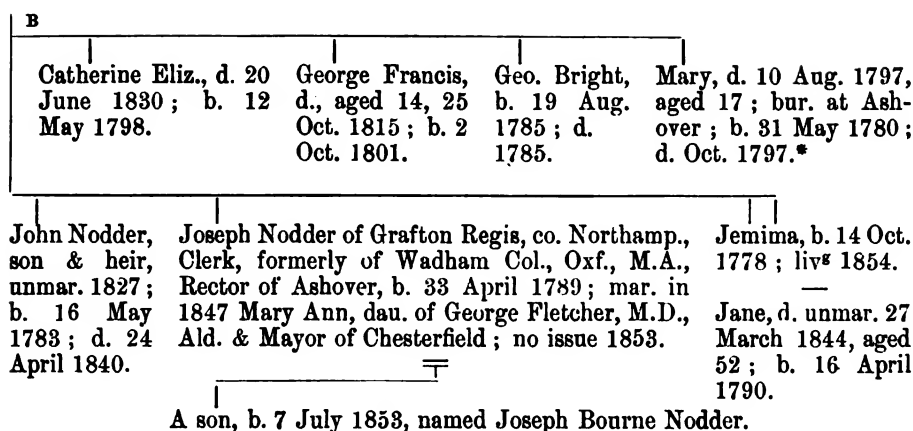 B
Catherine Eliz., d. 20
June 1830 ; b. 12
May 1798.
George Francis,
d., aged 14, 25
Oct. 1815 ; b. 2
Oct. 1801.
Geo. Bright,
b. 19 Aug.
1785 ; d.
1785.
Mary, d. 10 Aug. 1797,
aged 17 ; bur. at Ash-
over ; b. 31 May 1780 ;
d. Oct. 1797.*
John Nodder,
son & heir,
unmar. 1827 ;
b. 16 May
1783 ; d. 24
April 1840.
Joseph Nodder of Grafton Regis, co. Northamp.,
Clerk, formerly of Wadham Col., Oxf., M.A.,
Rector of Ashover, b. 33 April 1789 ; mar. in
1847 Mary Ann, dau. of George Fletcher, M.D.,
Ald. & Mayor of Chesterfield ; no issue 1853.
Jemima, b. 14 Oct.
1778 ; livᵍ 1854.
—
Jane, d. unmar. 27
March 1844, aged
52 ; b. 16 April
1790.
A son, b. 7 July 1853, named Joseph Bourne Nodder.